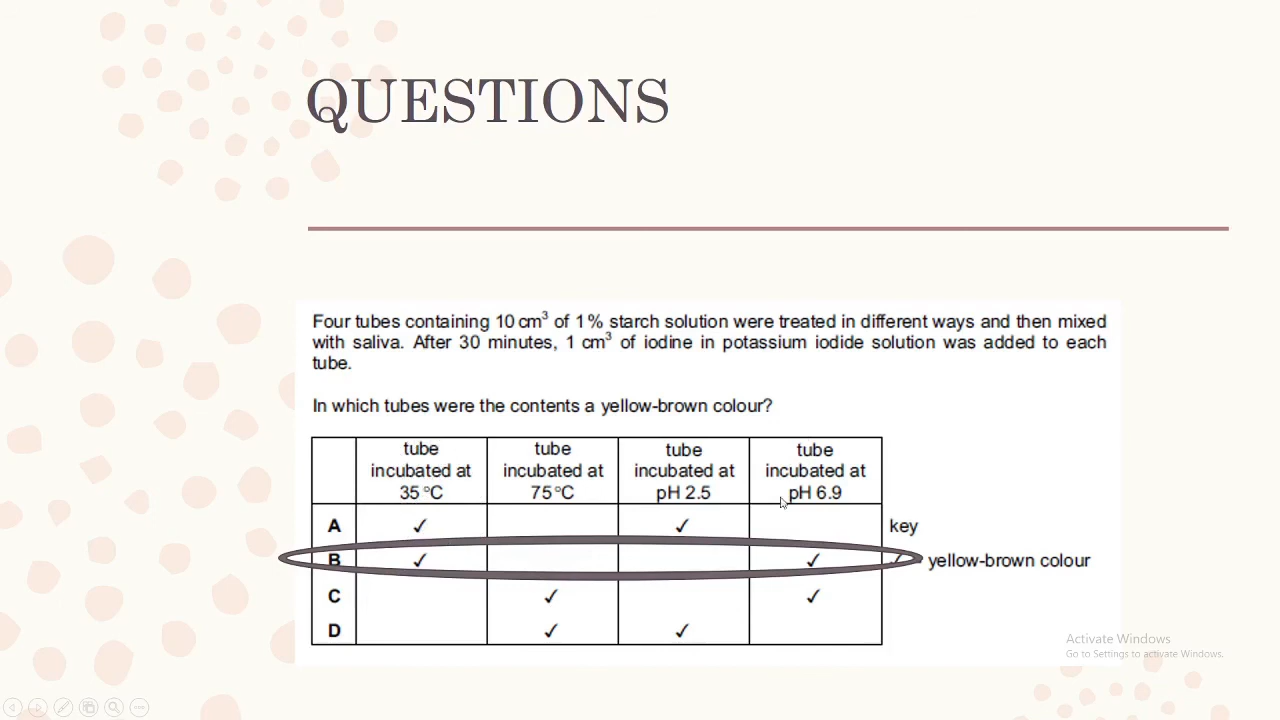 QUESTIONS
Four tubes containing 10 cm³ of 1% starch solution were treated in different ways and then mixed
with saliva. After 30 minutes, 1 cm³ of iodine in potassium iodide solution was added to each
tube.
In which tubes were the contents a yellow-brown colour?
tube incubated at 35 °C
tube incubated at 75 °C
tube incubated at pH 2.5
tube incubated at pH 6.9
A ✓ ✓
key
B ✓ ✓
✓ yellow-brown colour
C ✓ ✓
D ✓ ✓
Activate Windows
Go to Settings to activate Windows.